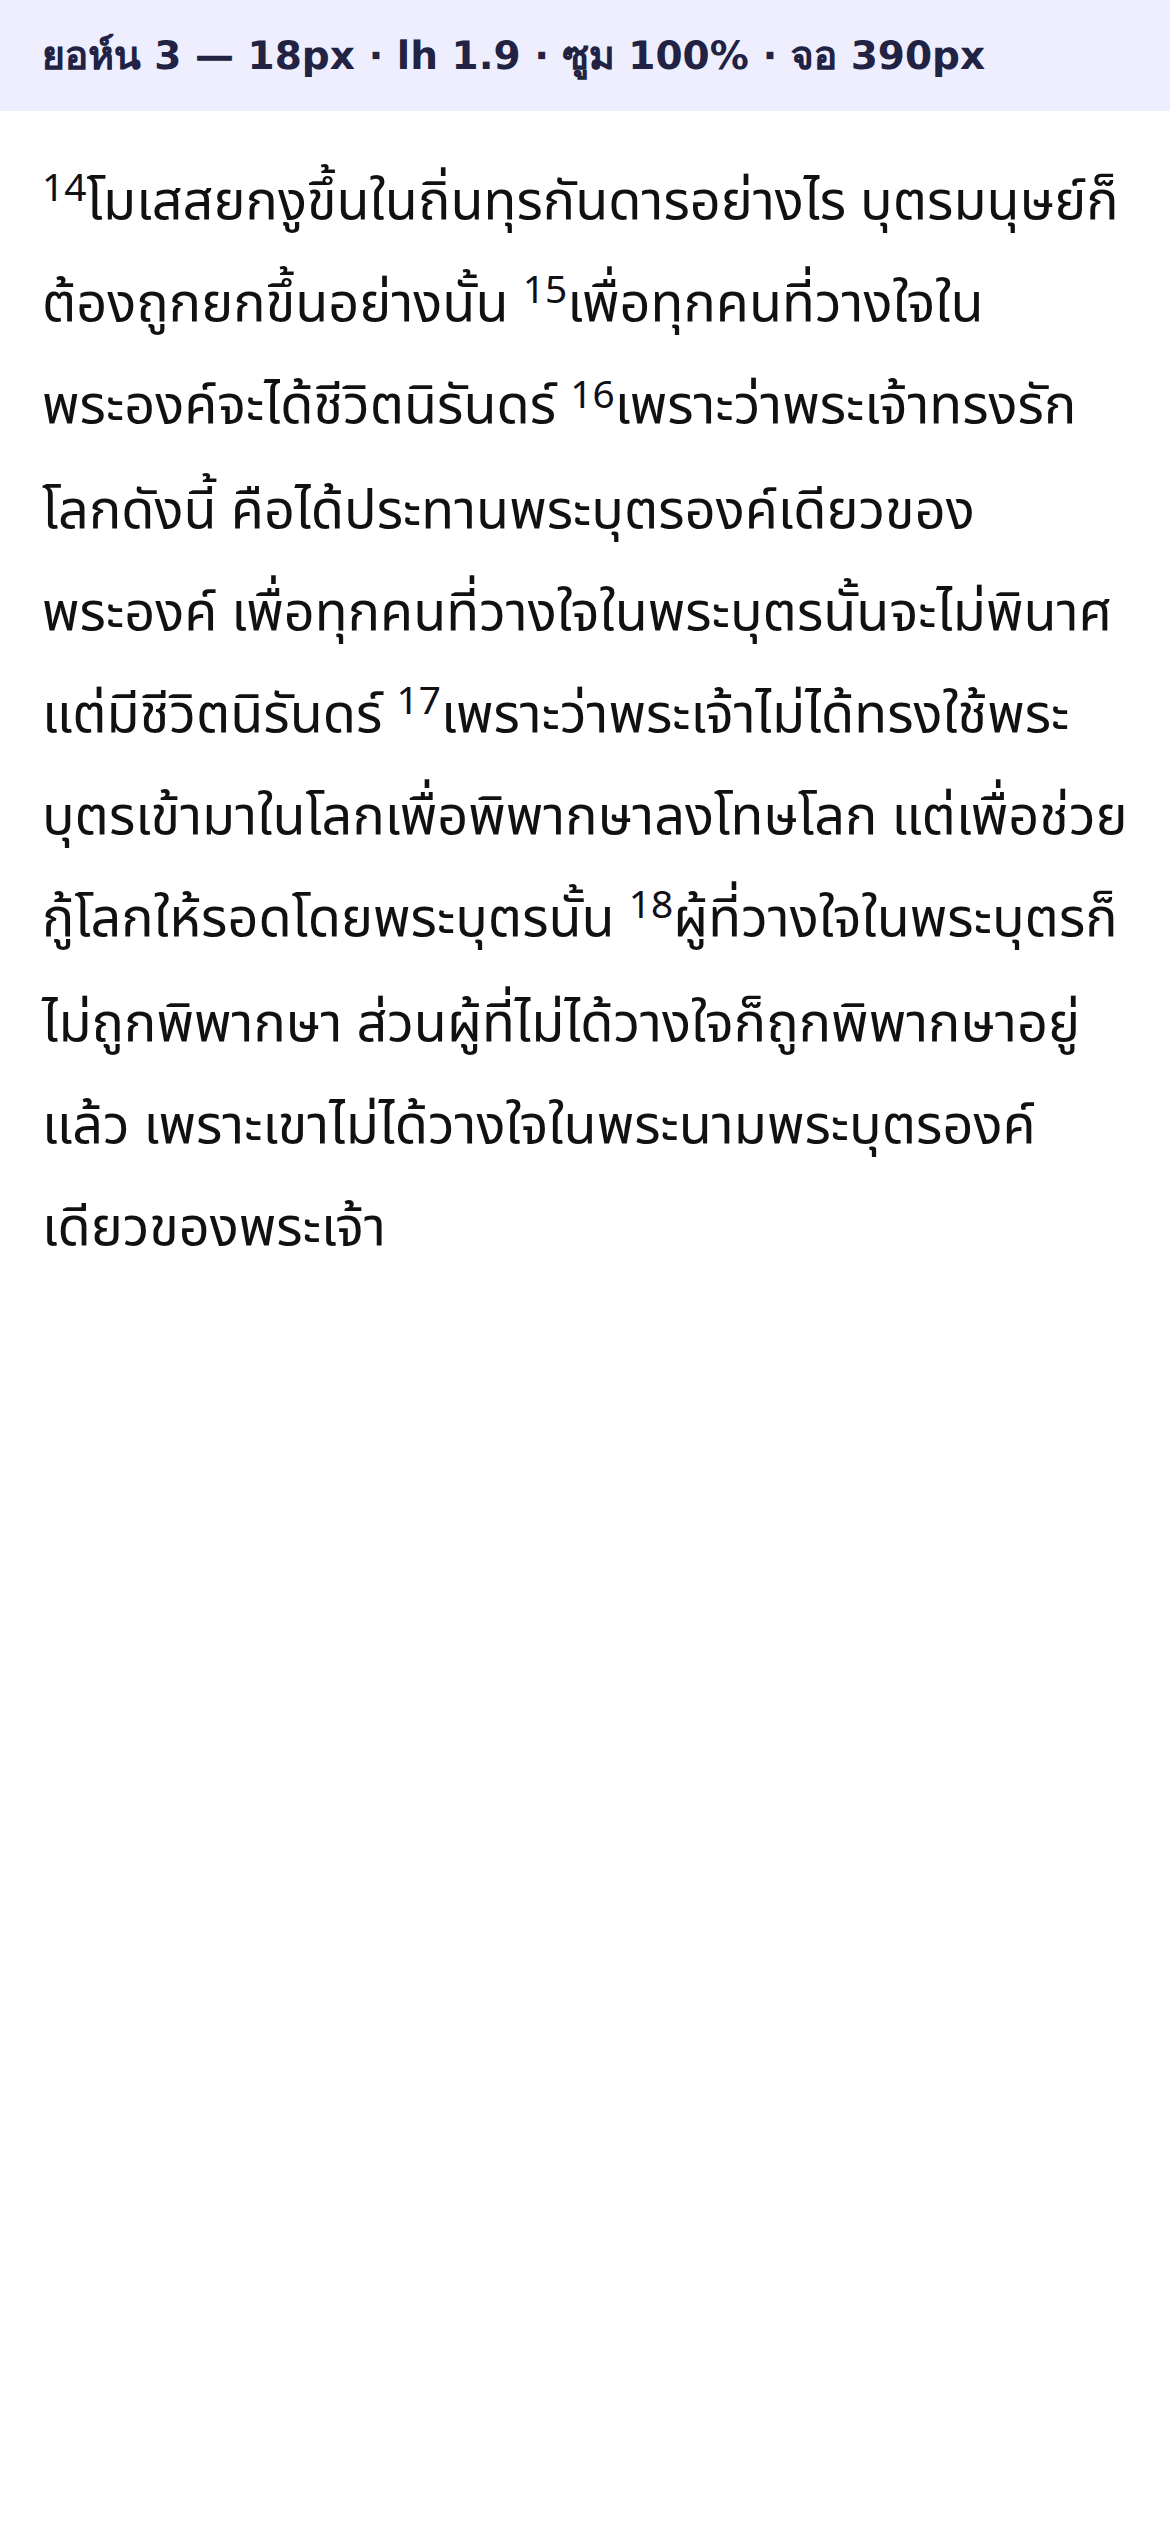 ยอห์น 3 — 18px · lh 1.9 · ซูม 100% · จอ 390px
14โมเสสยกงูขึ้นในถิ่นทุรกันดารอย่างไร บุตรมนุษย์ก็
ต้องถูกยกขึ้นอย่างนั้น 15เพื่อทุกคนที่วางใจใน
พระองค์จะได้ชีวิตนิรันดร์ 16เพราะว่าพระเจ้าทรงรัก
โลกดังนี้ คือได้ประทานพระบุตรองค์เดียวของ
พระองค์ เพื่อทุกคนที่วางใจในพระบุตรนั้นจะไม่พินาศ
แต่มีชีวิตนิรันดร์ 17เพราะว่าพระเจ้าไม่ได้ทรงใช้พระ
บุตรเข้ามาในโลกเพื่อพิพากษาลงโทษโลก แต่เพื่อช่วย
กู้โลกให้รอดโดยพระบุตรนั้น 18ผู้ที่วางใจในพระบุตรก็
ไม่ถูกพิพากษา ส่วนผู้ที่ไม่ได้วางใจก็ถูกพิพากษาอยู่
แล้ว เพราะเขาไม่ได้วางใจในพระนามพระบุตรองค์
เดียวของพระเจ้า